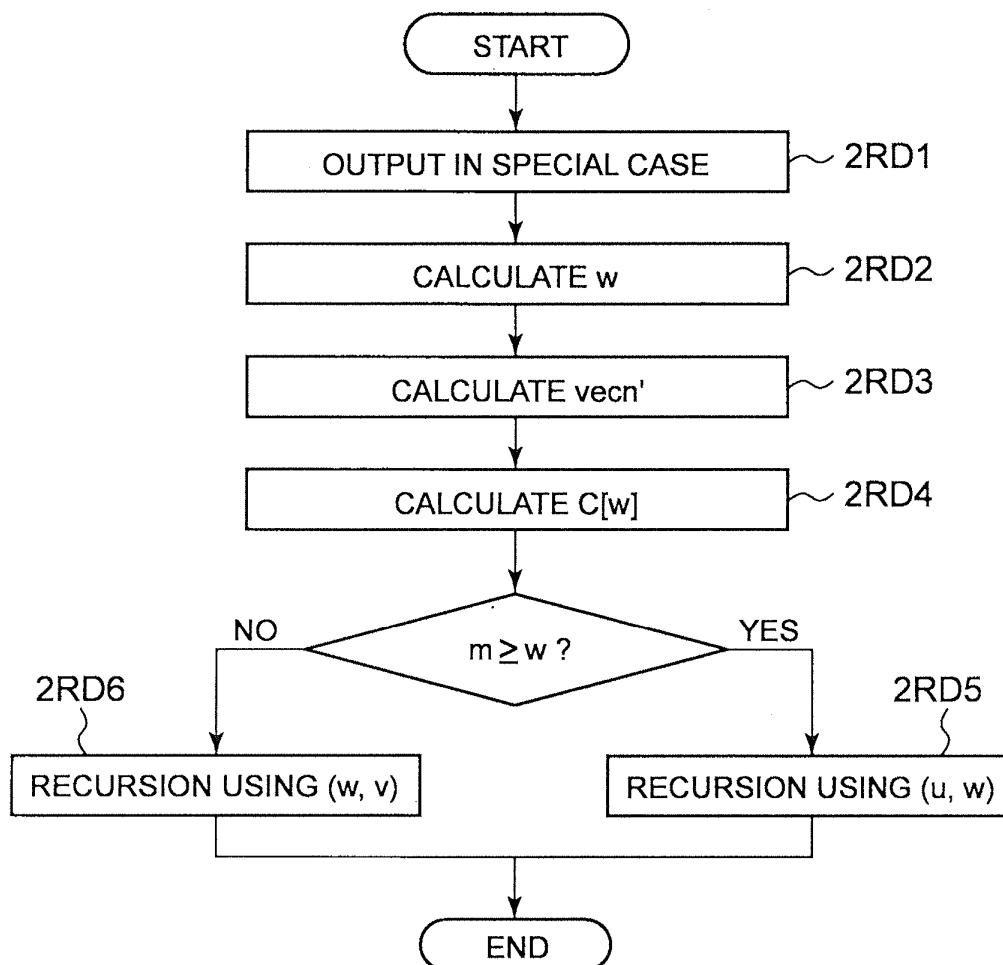 START
OUTPUT IN SPECIAL CASE
2RD1
CALCULATE w
2RD2
CALCULATE vecn'
2RD3
CALCULATE C[w]
2RD4
NO
m ≥ w ?
YES
2RD6
2RD5
RECURSION USING (w, v)
RECURSION USING (u, w)
END